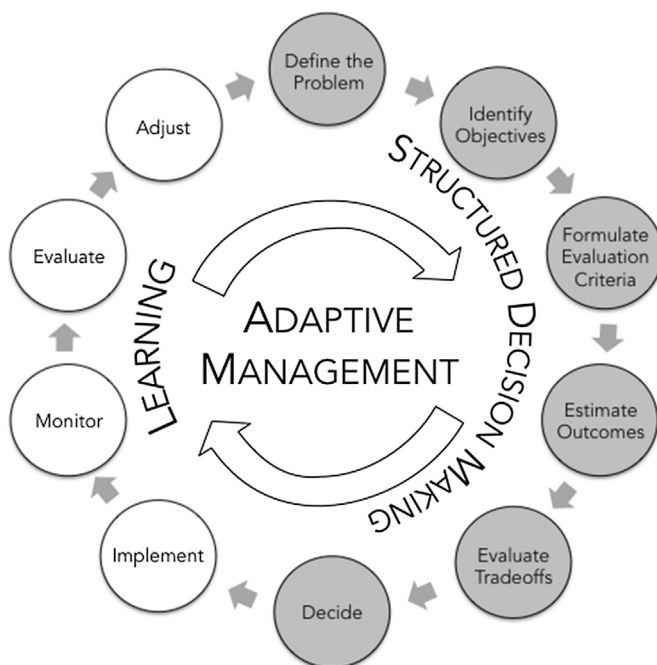 Define the
Problem
Identify
Objectives
Formulate
Evaluation
Criteria
Estimate
Outcomes
Evaluate
Tradeoffs
Decide
Implement
Monitor
Evaluate
Adjust
STRUCTURED DECISION MAKING
LEARNING
ADAPTIVE
MANAGEMENT